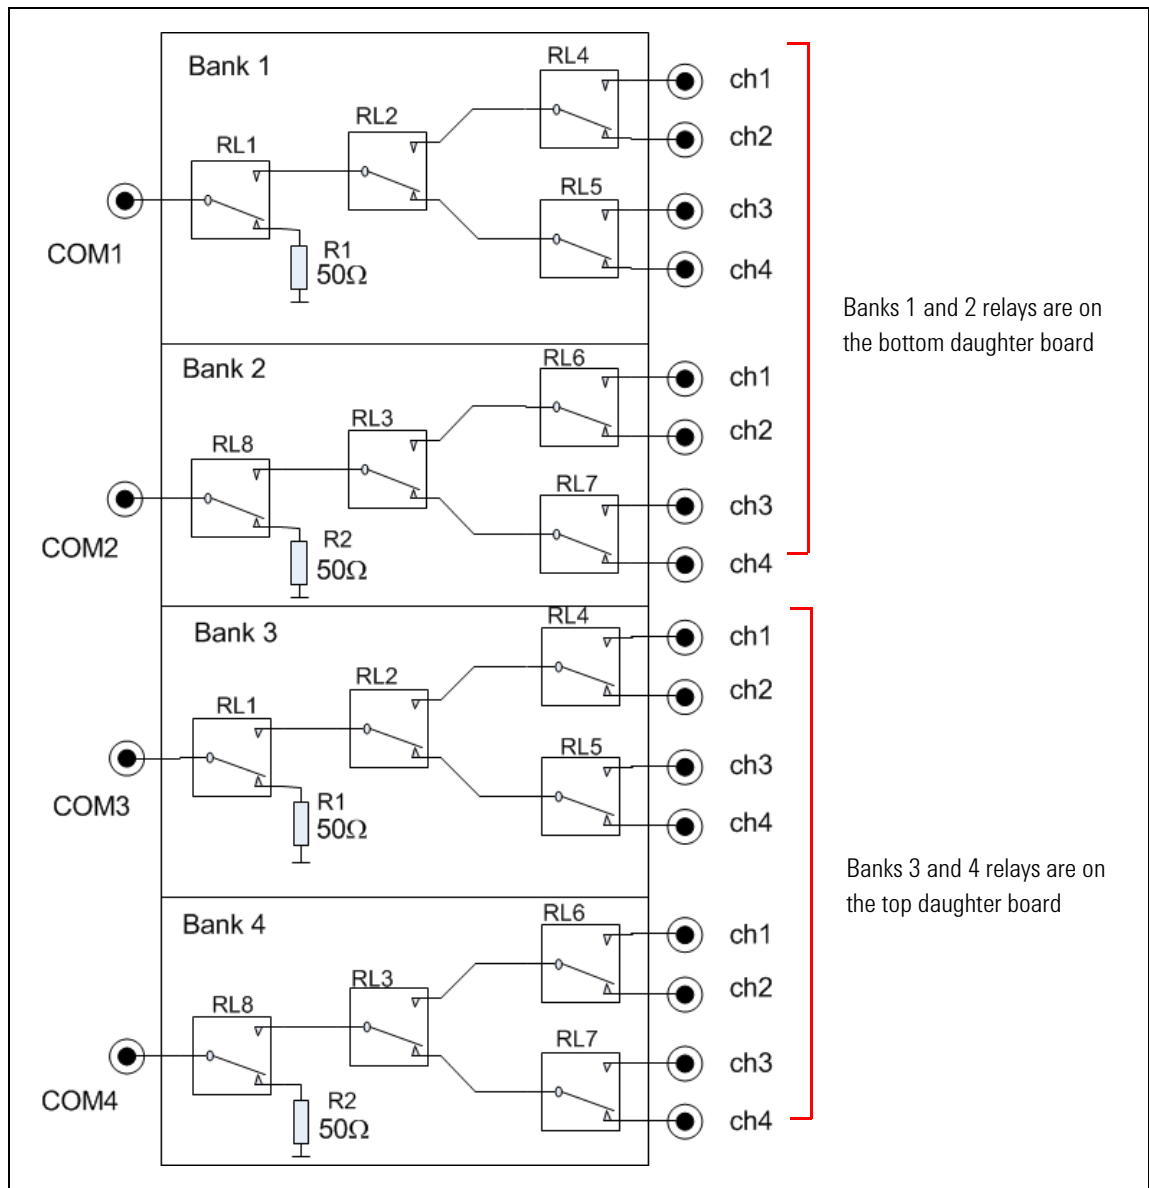 Bank 1
RL4
ch1
RL2
ch2
RL1
RL5
ch3
COM1
R1
50Ω
ch4
Banks 1 and 2 relays are on
the bottom daughter board
Bank 2
RL6
ch1
RL3
ch2
RL8
RL7
ch3
COM2
R2
50Ω
ch4
Bank 3
RL4
ch1
RL2
ch2
RL1
RL5
ch3
COM3
R1
50Ω
ch4
Banks 3 and 4 relays are on
the top daughter board
Bank 4
RL6
ch1
RL3
ch2
RL8
RL7
ch3
COM4
R2
50Ω
ch4